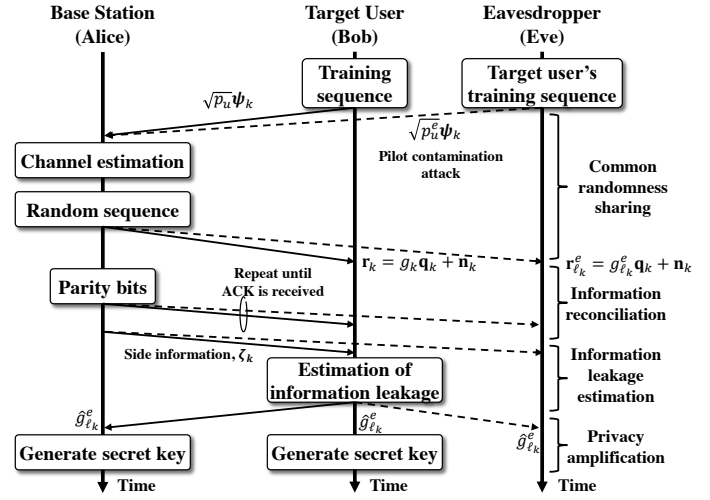 Base Station
(Alice)
Target User
(Bob)
Eavesdropper
(Eve)
Training
sequence
Target user's
training sequence
√p_u ψ_k
√p_u^e ψ_k
Pilot contamination
attack
Channel estimation
Common
randomness
sharing
Random sequence
r_k = g_k q_k + n_k
r_{ℓ_k}^e = g_{ℓ_k}^e q_k + n_k
Repeat until
ACK is received
Parity bits
Information
reconciliation
Side information, ζ_k
Estimation of
information leakage
Information
leakage
estimation
ĝ_{ℓ_k}^e
ĝ_{ℓ_k}^e
ĝ_{ℓ_k}^e
Privacy
amplification
Generate secret key
Generate secret key
Time
Time
Time